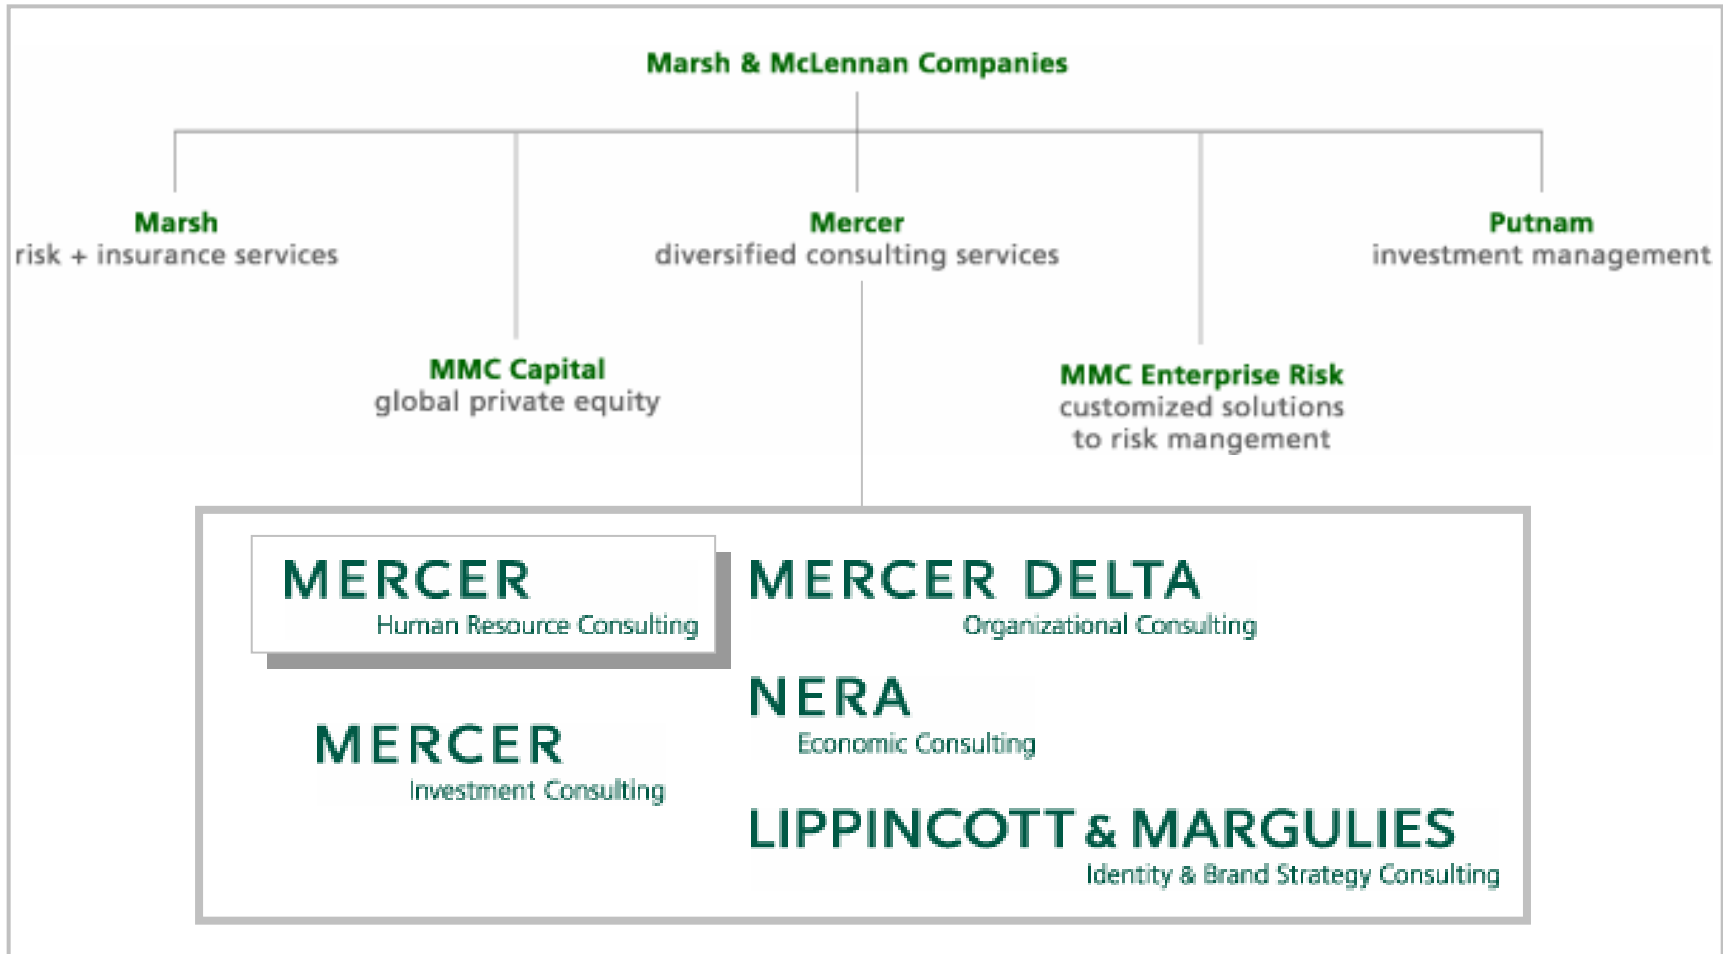 Marsh & McLennan Companies
Marsh
risk + insurance services
Mercer
diversified consulting services
Putnam
investment management
MMC Capital
global private equity
MMC Enterprise Risk
customized solutions
to risk mangement
MERCER
Human Resource Consulting
MERCER DELTA
Organizational Consulting
NERA
Economic Consulting
MERCER
Investment Consulting
LIPPINCOTT & MARGULIES
Identity & Brand Strategy Consulting